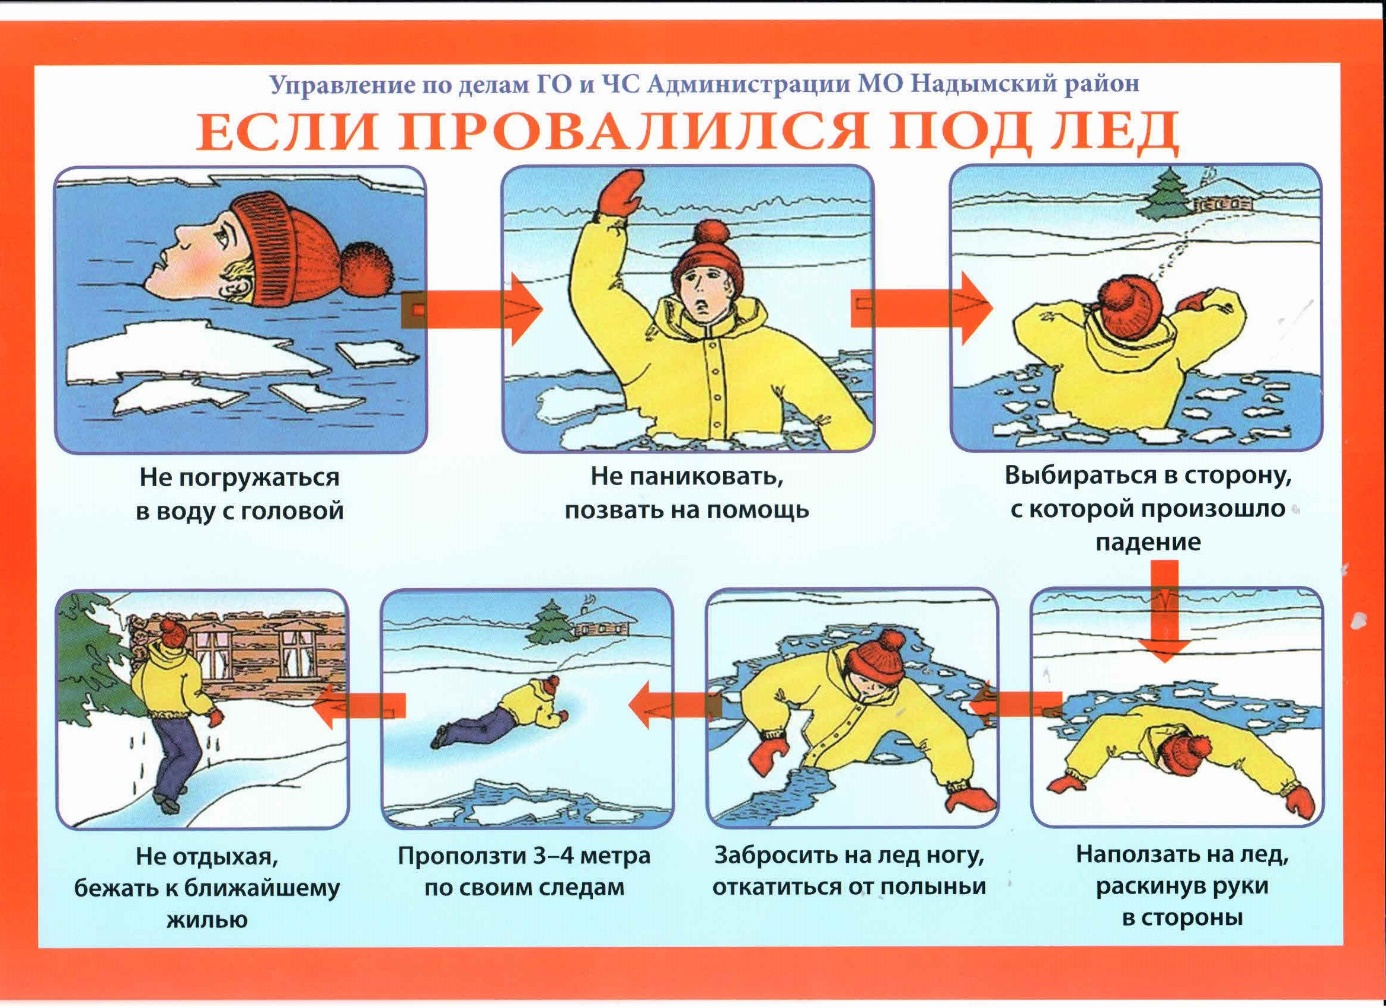 Управление по делам ГО и ЧС Администрации МО Надымский район
ЕСЛИ ПРОВАЛИЛСЯ ПОД ЛЕД
Не погружаться
в воду с головой
Не паниковать,
позвать на помощь
Выбираться в сторону,
с которой произошло
падение
Наползать на лед,
раскинув руки
в стороны
Забросить на лед ногу,
откатиться от полыньи
Проползти 3–4 метра
по своим следам
Не отдыхая,
бежать к ближайшему
жилью